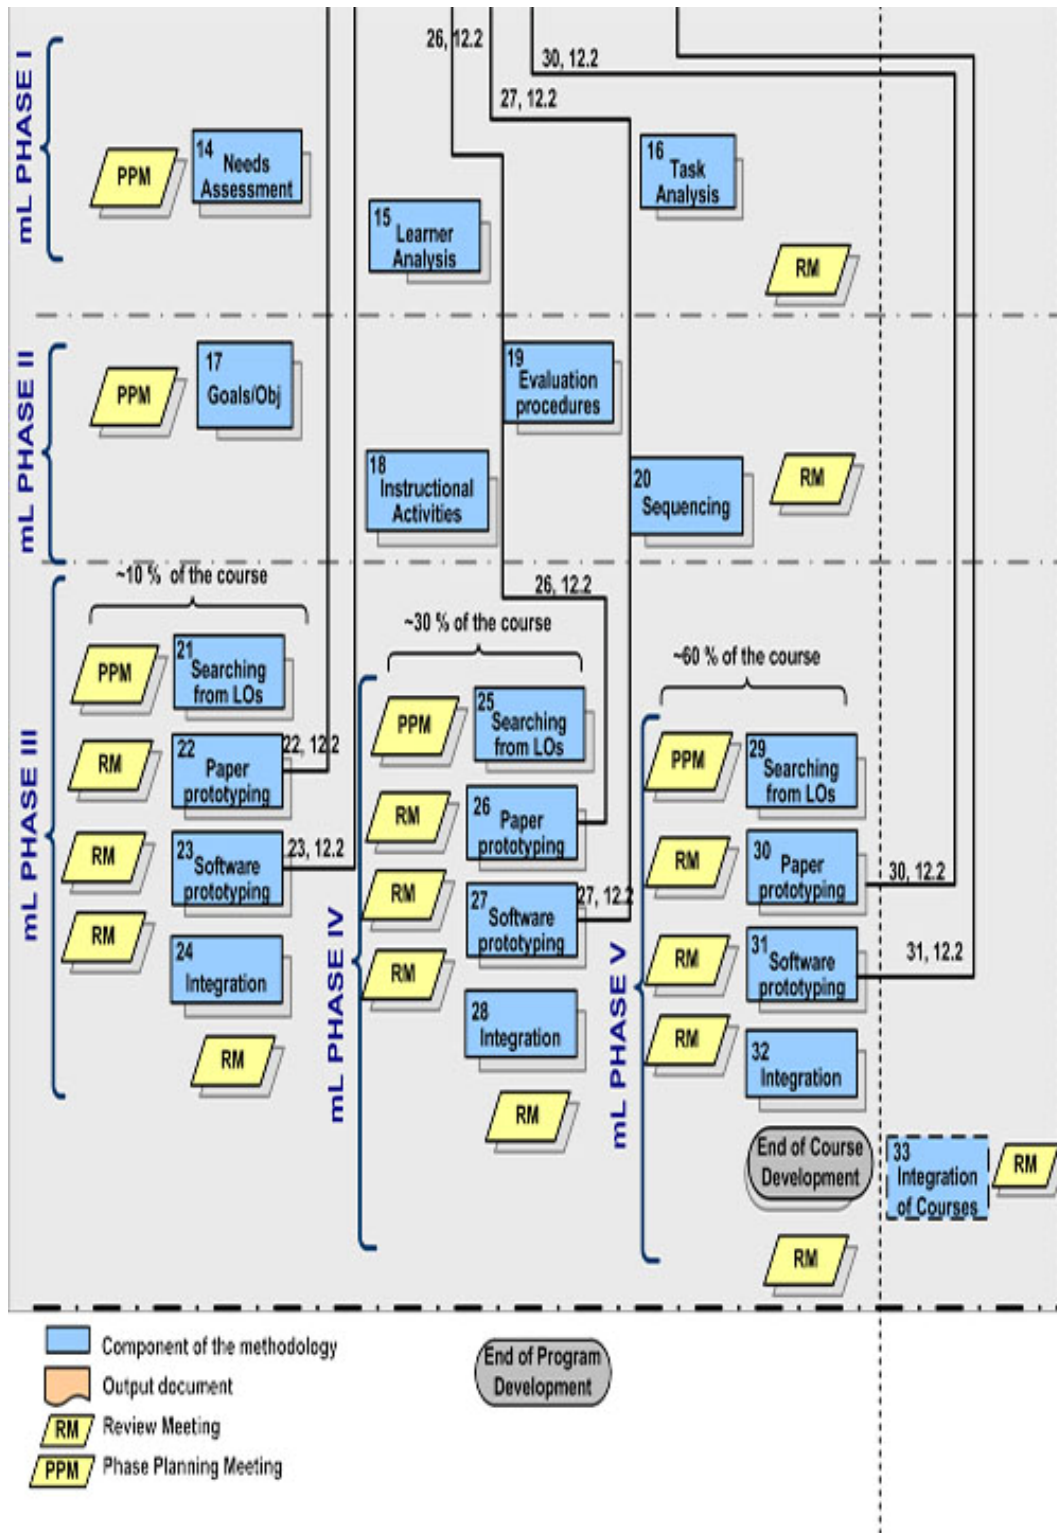 26, 12.2
30, 12.2
27, 12.2
mL PHASE I
PPM
14
Needs
Assessment
15
Learner
Analysis
16
Task
Analysis
RM
mL PHASE II
PPM
17
Goals/Obj
18
Instructional
Activities
19
Evaluation
procedures
20
Sequencing
RM
mL PHASE III
~10 % of the course
PPM
21
Searching
from LOs
RM
22
Paper
prototyping
22, 12.2
RM
23
Software
prototyping
23, 12.2
RM
24
Integration
RM
26, 12.2
mL PHASE IV
~30 % of the course
PPM
25
Searching
from LOs
RM
26
Paper
prototyping
RM
27
Software
prototyping
27, 12.2
RM
28
Integration
RM
mL PHASE V
~60 % of the course
PPM
29
Searching
from LOs
RM
30
Paper
prototyping
30, 12.2
RM
31
Software
prototyping
31, 12.2
RM
32
Integration
End of Course
Development
RM
33
Integration
of Courses
RM
Component of the methodology
Output document
RM
Review Meeting
PPM
Phase Planning Meeting
End of Program
Development